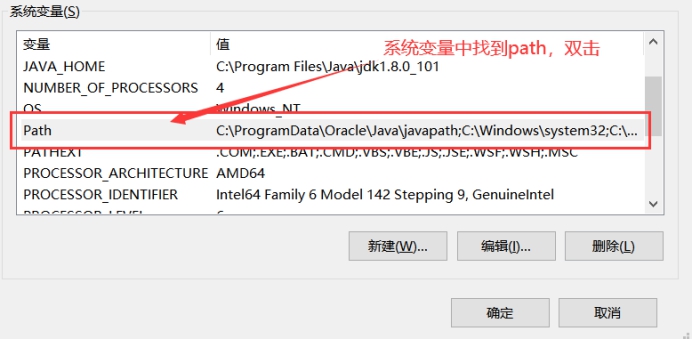 系统变量(S)
系统变量中找到path，双击
变量 值
JAVA_HOME C:\Program Files\Java\jdk1.8.0_101
NUMBER_OF_PROCESSORS 4
OS Windows_NT
Path C:\ProgramData\Oracle\Java\javapath;C:\Windows\system32;C:\...
PATHEXT .COM;.EXE;.BAT;.CMD;.VBS;.VBE;.JS;.JSE;.WSF;.WSH;.MSC
PROCESSOR_ARCHITECTURE AMD64
PROCESSOR_IDENTIFIER Intel64 Family 6 Model 142 Stepping 9, GenuineIntel
PROCESSOR_LEVEL 6
新建(W)... 编辑(I)... 删除(L)
确定 取消